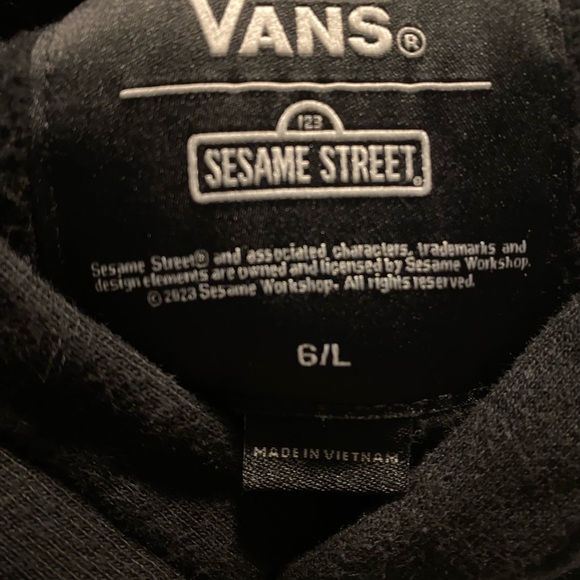 VANS®
123
SESAME STREET®
Sesame Street® and associated characters, trademarks and
design elements are owned and licensed by Sesame Workshop.
© 2023 Sesame Workshop. All rights reserved.
6/L
MADE IN VIETNAM